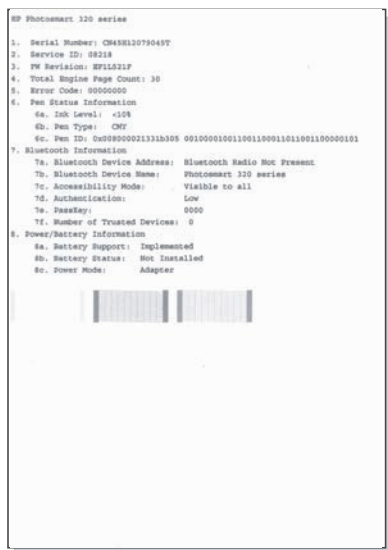 HP Photosmart 320 series
1. Serial Number: CN45H12079045T
2. Service ID: 08218
3. FW Revision: HF1L521F
4. Total Engine Page Count: 30
5. Error Code: 00000000
6. Pen Status Information
6a. Ink Level: <10%
6b. Pen Type: CMY
6c. Pen ID: 0x008000021331b305 001000010011001100011011001100000101
7. Bluetooth Information
7a. Bluetooth Device Address: Bluetooth Radio Not Present
7b. Bluetooth Device Name: Photosmart 320 series
7c. Accessibility Mode: Visible to all
7d. Authentication: Low
7e. PassKey: 0000
7f. Number of Trusted Devices: 0
8. Power/Battery Information
8a. Battery Support: Implemented
8b. Battery Status: Not Installed
8c. Power Mode: Adapter